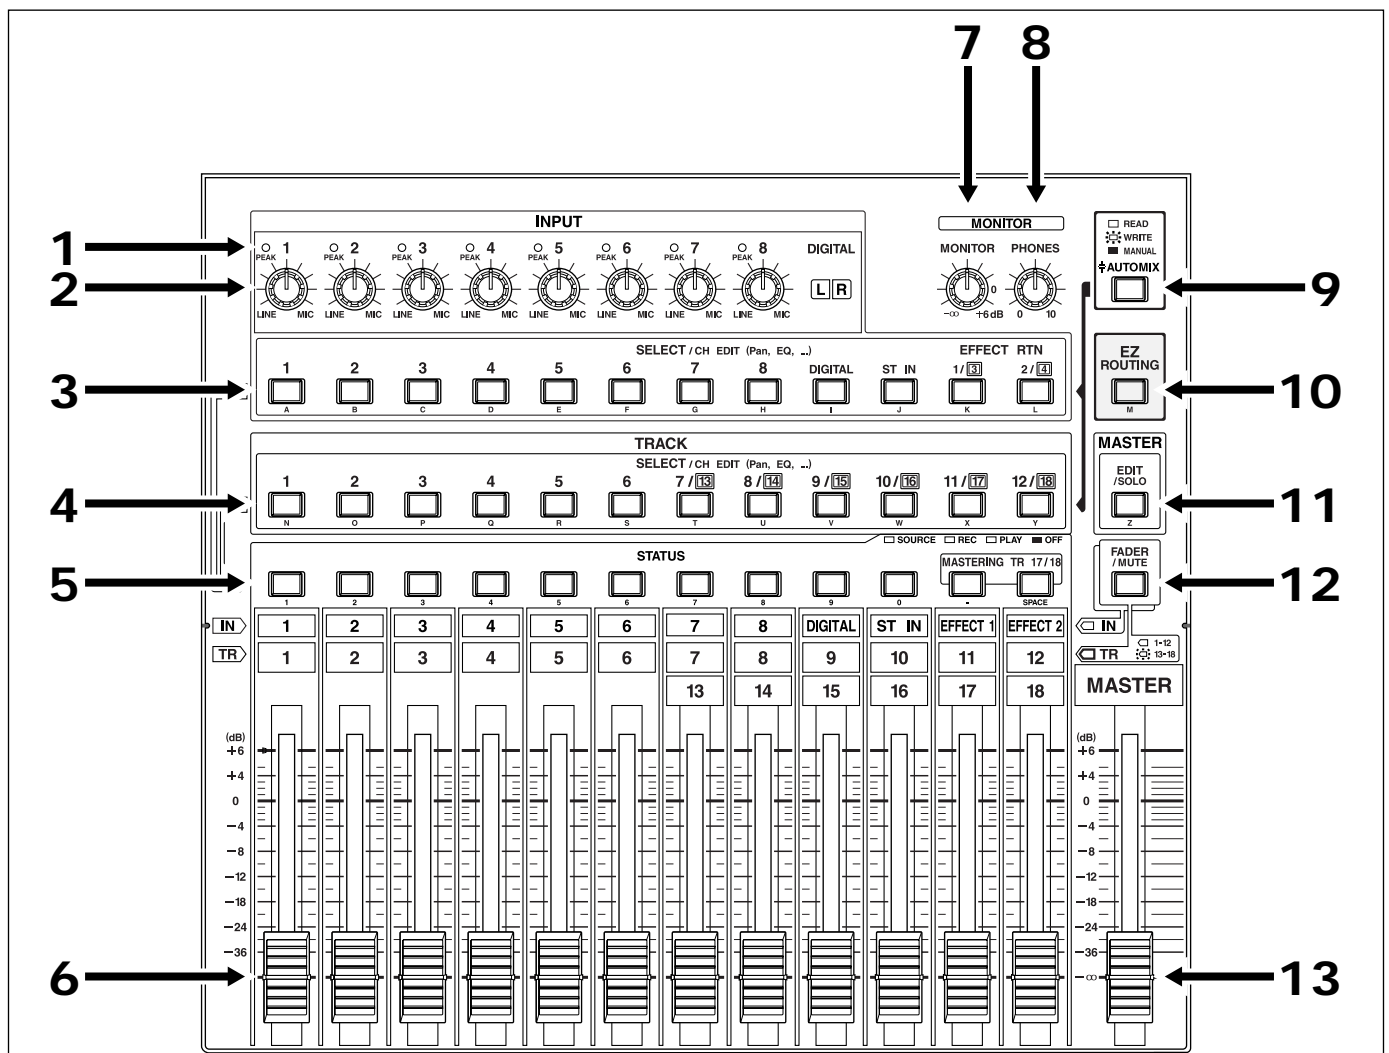 7 8
INPUT
MONITOR
READ
WRITE
MANUAL
AUTOMIX
1
1 2 3 4 5 6 7 8 DIGITAL
PEAK PEAK PEAK PEAK PEAK PEAK PEAK PEAK
MONITOR PHONES
2
L R
0
9
LINE MIC LINE MIC LINE MIC LINE MIC LINE MIC LINE MIC LINE MIC LINE MIC
-∞ +6 dB 0 10
SELECT / CH EDIT (Pan, EQ, ...) EFFECT RTN
EZ
ROUTING
1 2 3 4 5 6 7 8 DIGITAL ST IN 1/3 2/4
3
10
A B C D E F G H I J K L M
TRACK
MASTER
SELECT / CH EDIT (Pan, EQ, ...)
EDIT
/SOLO
1 2 3 4 5 6 7/13 8/14 9/15 10/16 11/17 12/18
4
11
N O P Q R S T U V W X Y Z
SOURCE REC PLAY OFF
STATUS
MASTERING TR 17/18
FADER
/MUTE
5
12
1 2 3 4 5 6 7 8 9 0 - SPACE
IN 1 2 3 4 5 6 7 8 DIGITAL ST IN EFFECT 1 EFFECT 2 IN
TR 1 2 3 4 5 6 7 8 9 10 11 12 TR 1-12
13-18
13 14 15 16 17 18 MASTER
(dB) (dB)
+6 +6
+4 +4
0 0
-4 -4
-8 -8
-12 -12
-18 -18
-24 -24
-36 -36
6
-∞
13